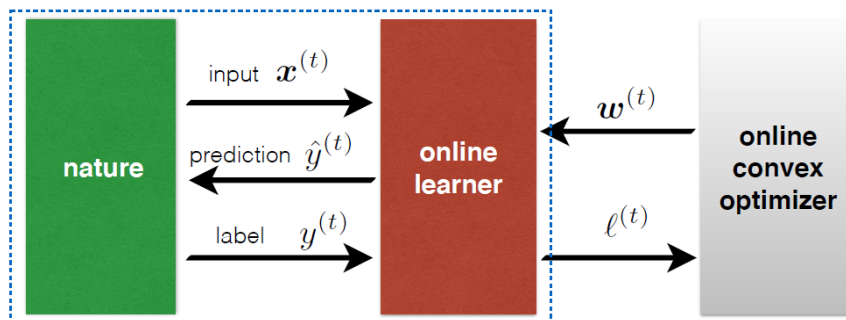 nature
input x^(t)
prediction ŷ^(t)
label y^(t)
online
learner
w^(t)
ℓ^(t)
online
convex
optimizer